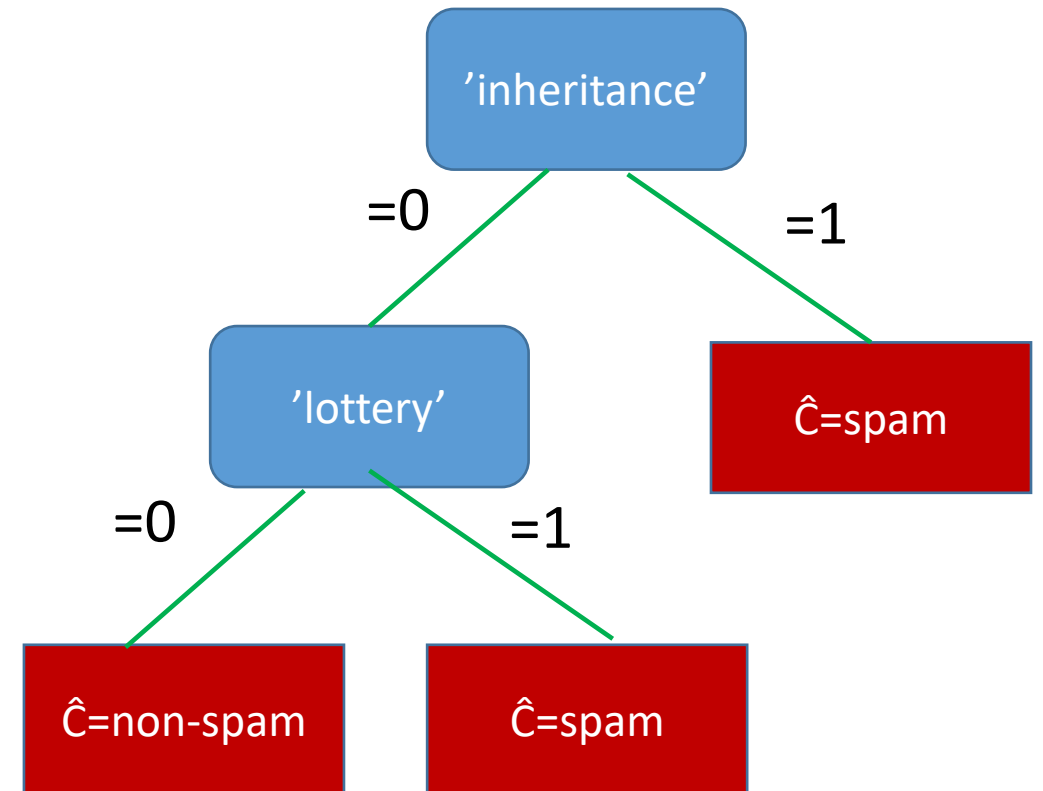 ’inheritance’
=0
=1
’lottery’
Ĉ=spam
=0
=1
Ĉ=non-spam
Ĉ=spam